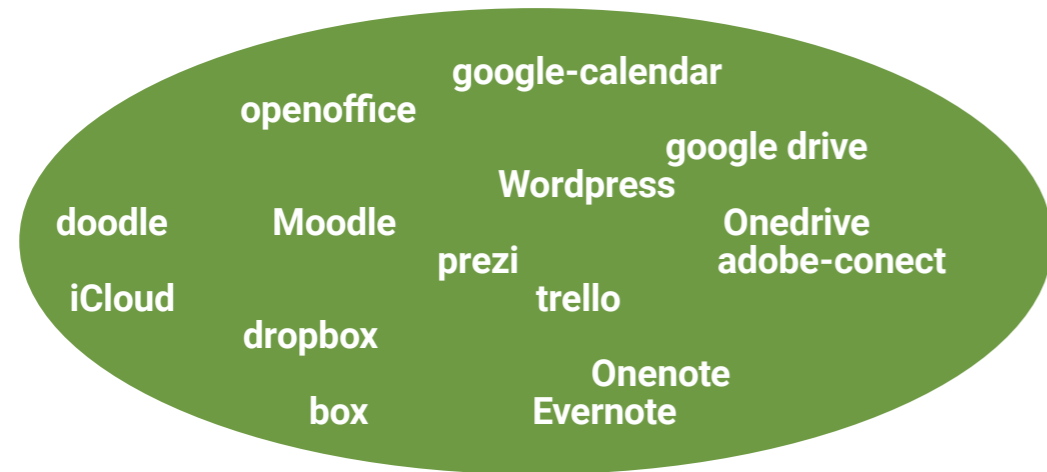 google-calendar
openoffice
google drive
Wordpress
doodle Moodle Onedrive
prezi adobe-conect
iCloud trello
dropbox
Onenote
box Evernote